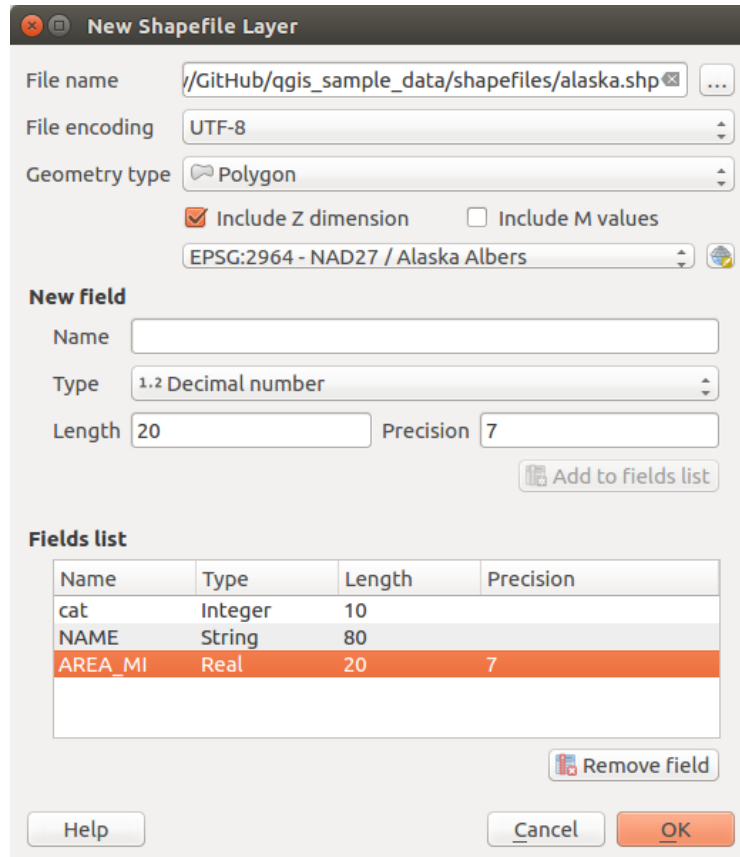 New Shapefile Layer
File name /GitHub/qgis_sample_data/shapefiles/alaska.shp ...
File encoding UTF-8
Geometry type Polygon
Include Z dimension Include M values
EPSG:2964 - NAD27 / Alaska Albers
New field
Name
Type 1.2 Decimal number
Length 20 Precision 7
Add to fields list
Fields list
Name Type Length Precision
cat Integer 10
NAME String 80
AREA_MI Real 20 7
Remove field
Help Cancel OK